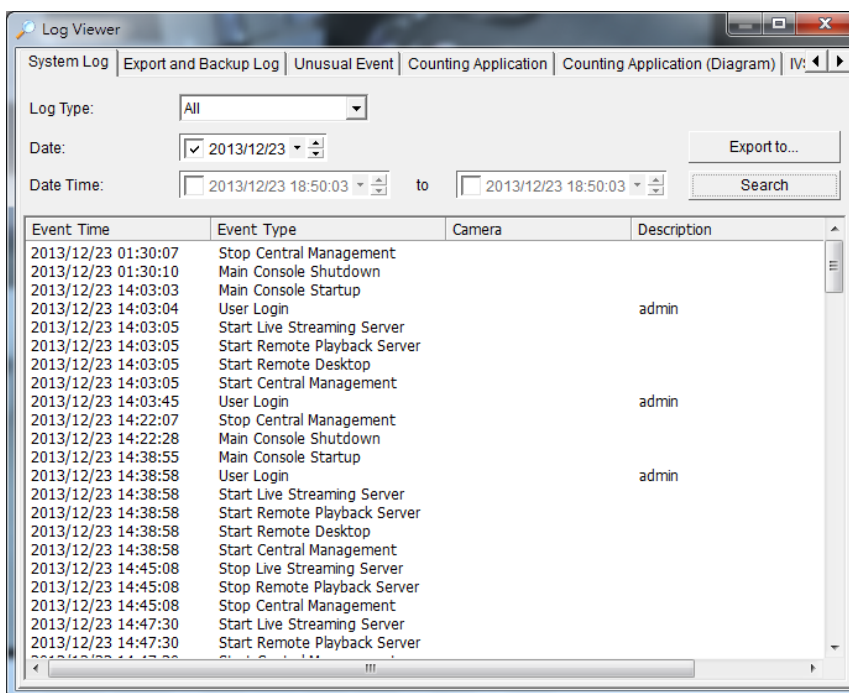 Log Viewer
System Log Export and Backup Log Unusual Event Counting Application Counting Application (Diagram)
Log Type: All
Date: 2013/12/23 Export to...
Date Time: 2013/12/23 18:50:03 to 2013/12/23 18:50:03 Search
Event Time Event Type Camera Description
2013/12/23 01:30:07 Stop Central Management
2013/12/23 01:30:10 Main Console Shutdown
2013/12/23 14:03:03 Main Console Startup
2013/12/23 14:03:04 User Login admin
2013/12/23 14:03:05 Start Live Streaming Server
2013/12/23 14:03:05 Start Remote Playback Server
2013/12/23 14:03:05 Start Remote Desktop
2013/12/23 14:03:05 Start Central Management
2013/12/23 14:03:45 User Login admin
2013/12/23 14:22:07 Stop Central Management
2013/12/23 14:22:28 Main Console Shutdown
2013/12/23 14:38:55 Main Console Startup
2013/12/23 14:38:58 User Login admin
2013/12/23 14:38:58 Start Live Streaming Server
2013/12/23 14:38:58 Start Remote Playback Server
2013/12/23 14:38:58 Start Remote Desktop
2013/12/23 14:38:58 Start Central Management
2013/12/23 14:45:08 Stop Live Streaming Server
2013/12/23 14:45:08 Stop Remote Playback Server
2013/12/23 14:45:08 Stop Central Management
2013/12/23 14:47:30 Start Live Streaming Server
2013/12/23 14:47:30 Start Remote Playback Server